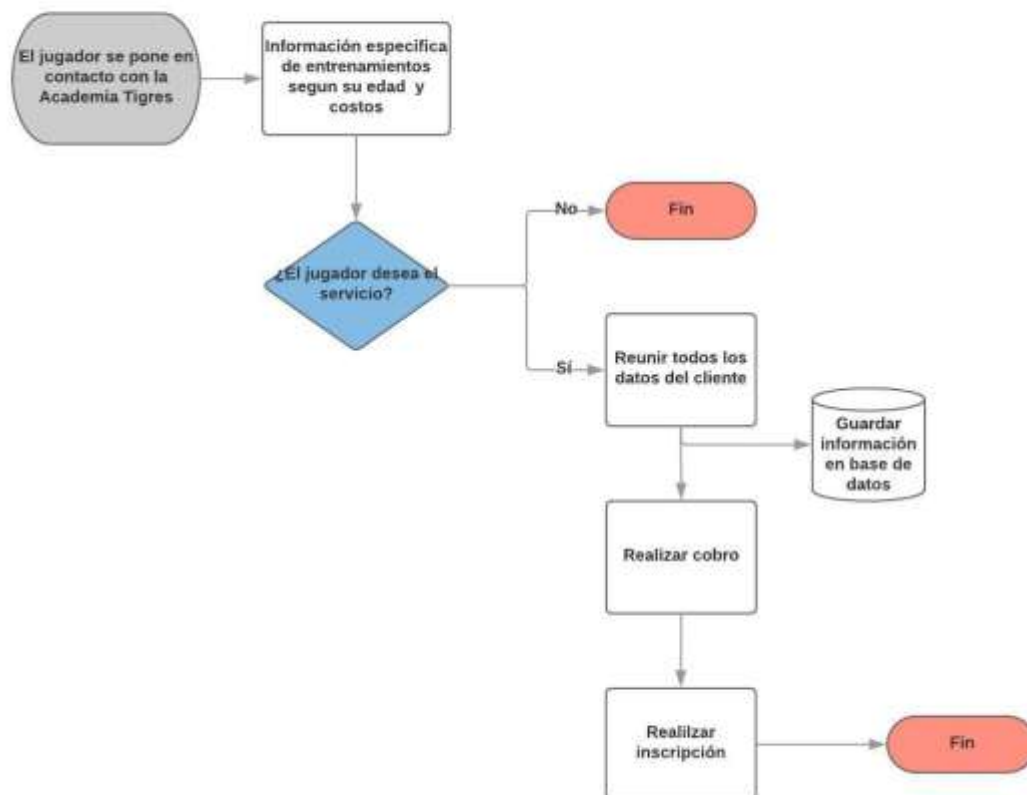 El jugador se pone en
contacto con la
Academia Tigres
Información especifica
de entrenamientos
segun su edad y
costos
No
Fin
¿El jugador desea el
servicio?
Sí
Reunir todos los
datos del cliente
Guardar
información
en base de
datos
Realizar cobro
Realilzar
inscripción
Fin